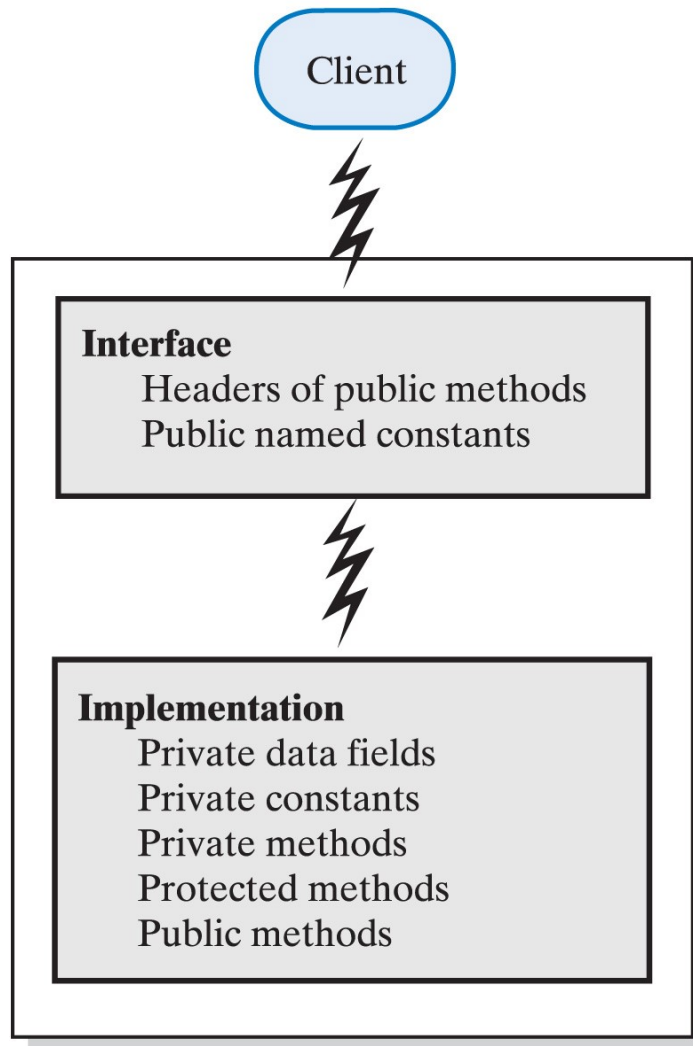 Client
Interface
Headers of public methods
Public named constants
Implementation
Private data fields
Private constants
Private methods
Protected methods
Public methods